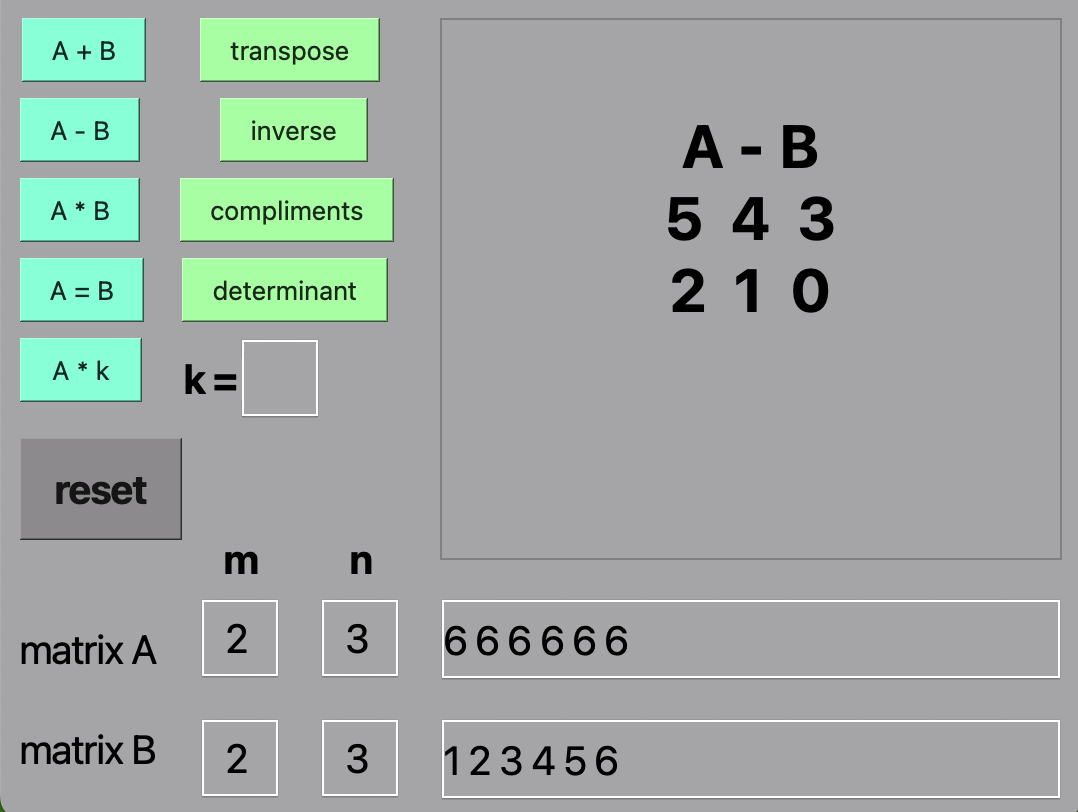 A + B
transpose
A - B
inverse
A * B
compliments
A = B
determinant
A * k
k =
reset
A - B
5 4 3
2 1 0
m n
matrix A 2 3 6 6 6 6 6 6
matrix B 2 3 1 2 3 4 5 6